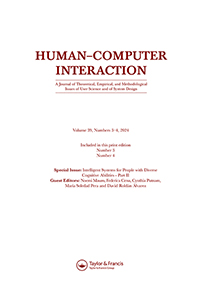 HUMAN–COMPUTER
INTERACTION
A Journal of Theoretical, Empirical, and Methodological
Issues of User Science and of System Design
Volume 39, Numbers 3–4, 2024
Included in this print edition
Number 3
Number 4
Special Issue: Intelligent Systems for People with Diverse
Cognitive Abilities – Part II
Guest Editors: Noemi Mauro, Federica Cena, Cynthia Putnam,
Maria Soledad Pera and David Roldan Alvarez
Taylor & Francis
Taylor & Francis Group